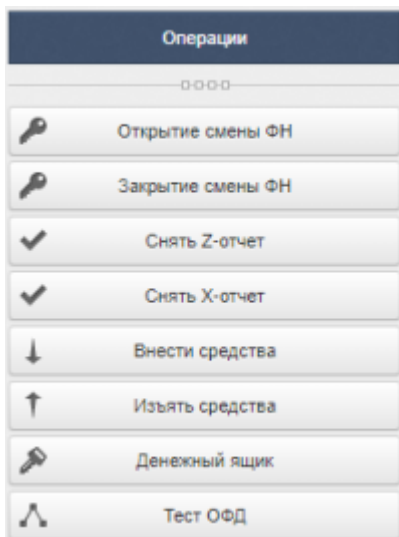 Операции
Открытие смены ФН
Закрытие смены ФН
Снять Z-отчет
Снять X-отчет
Внести средства
Изъять средства
Денежный ящик
Тест ОФД